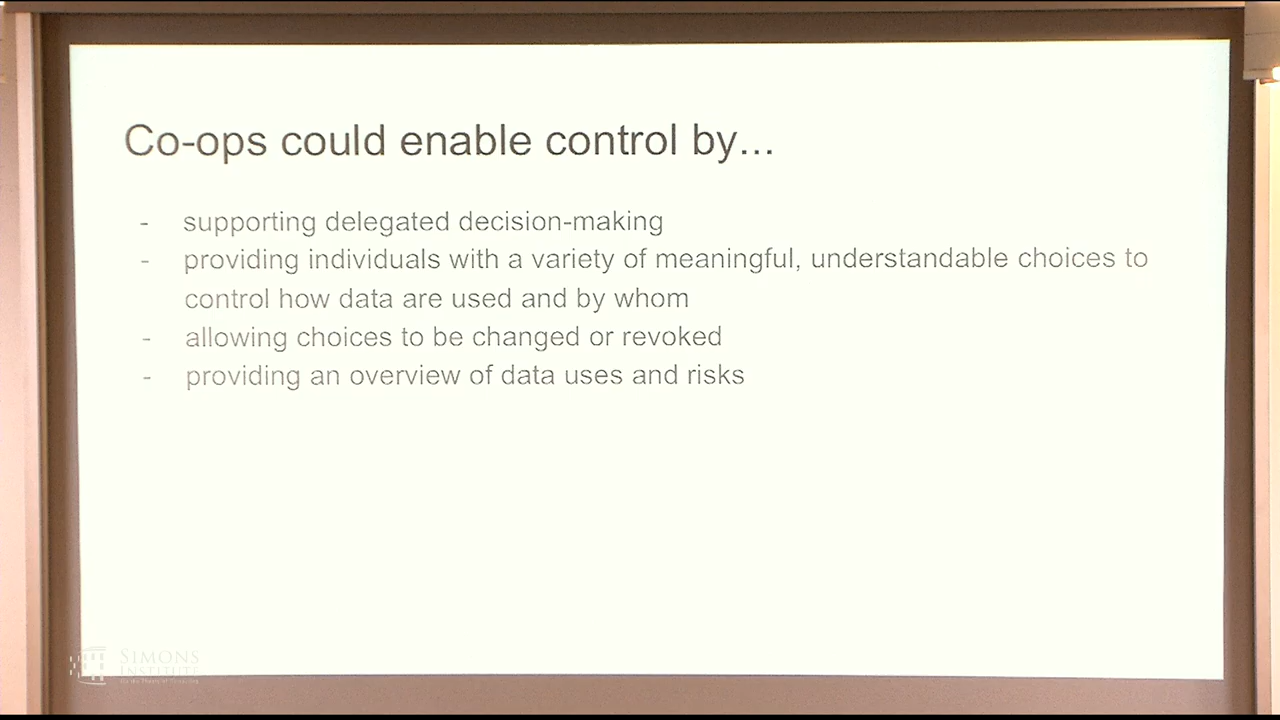 Co-ops could enable control by...
- supporting delegated decision-making
- providing individuals with a variety of meaningful, understandable choices to
control how data are used and by whom
- allowing choices to be changed or revoked
- providing an overview of data uses and risks
SIMONS
INSTITUTE